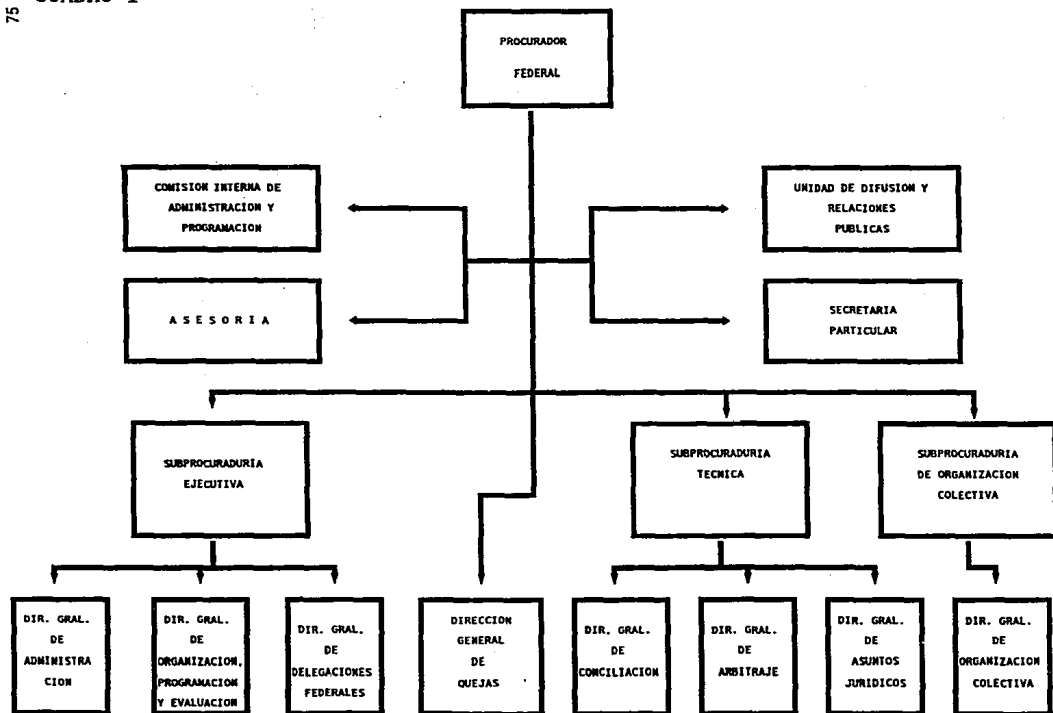 75
PROCURADOR
FEDERAL
COMISION INTERNA DE
ADMINISTRACION Y
PROGRAMACION
UNIDAD DE DIFUSION Y
RELACIONES
PUBLICAS
A S E S O R I A
SECRETARIA
PARTICULAR
SUBPROCURADURIA
EJECUTIVA
SUBPROCURADURIA
TECNICA
SUBPROCURADURIA
DE ORGANIZACION
COLECTIVA
DIR. GRAL.
DE
ADMINISTRA
CION
DIR. GRAL.
DE
ORGANIZACION,
PROGRAMACION
Y EVALUACION
DIR. GRAL.
DE
DELEGACIONES
FEDERALES
DIRECCION
GENERAL
DE
QUEJAS
DIR. GRAL.
DE
CONCILIACION
DIR. GRAL.
DE
ARBITRAJE
DIR. GRAL.
DE
ASUNTOS
JURIDICOS
DIR. GRAL.
DE
ORGANIZACION
COLECTIVA